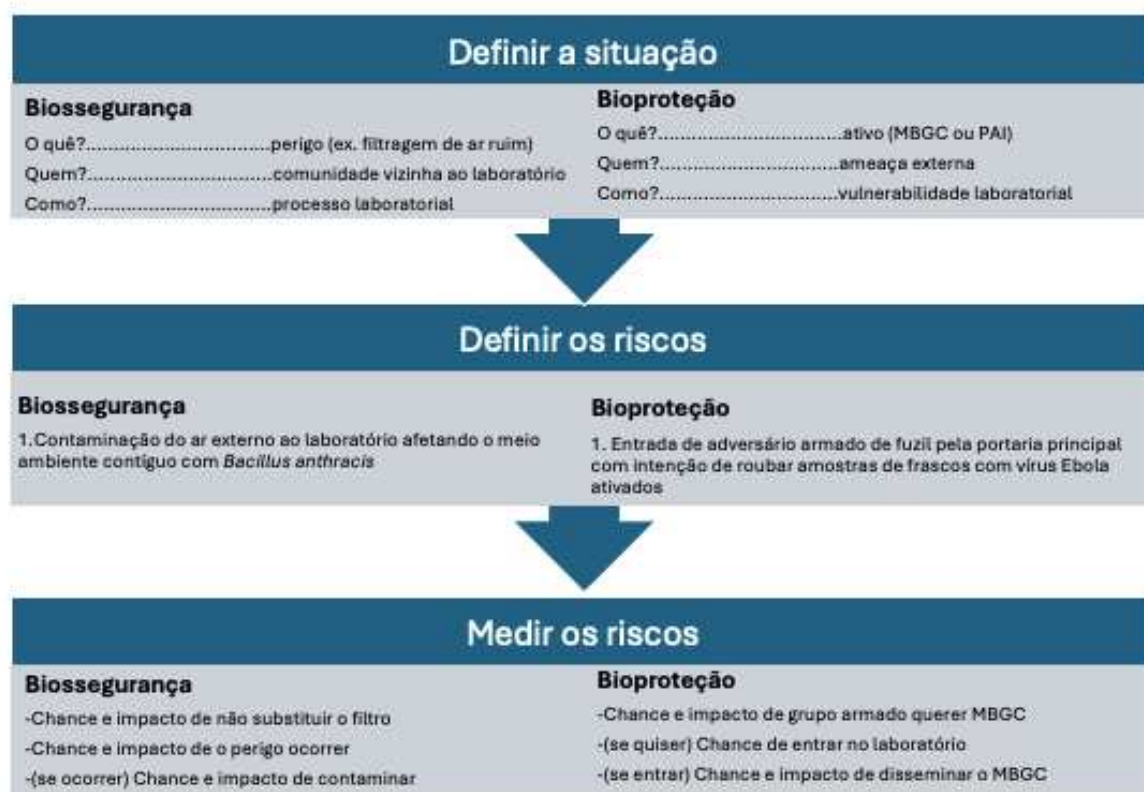 Definir a situação
Biossegurança
O quê?................................perigo (ex. filtragem de ar ruim)
Quem?................................comunidade vizinha ao laboratório
Como?................................processo laboratorial
Bioproteção
O quê?................................ativo (MBGC ou PAI)
Quem?................................ameaça externa
Como?................................vulnerabilidade laboratorial
Definir os riscos
Biossegurança
1.Contaminação do ar externo ao laboratório afetando o meio
ambiente contíguo com Bacillus anthracis
Bioproteção
1. Entrada de adversário armado de fuzil pela portaria principal
com intenção de roubar amostras de frascos com vírus Ebola
ativados
Medir os riscos
Biossegurança
-Chance e impacto de não substituir o filtro
-Chance e impacto de o perigo ocorrer
-(se ocorrer) Chance e impacto de contaminar
Bioproteção
-Chance e impacto de grupo armado querer MBGC
-(se quiser) Chance de entrar no laboratório
-(se entrar) Chance e impacto de disseminar o MBGC